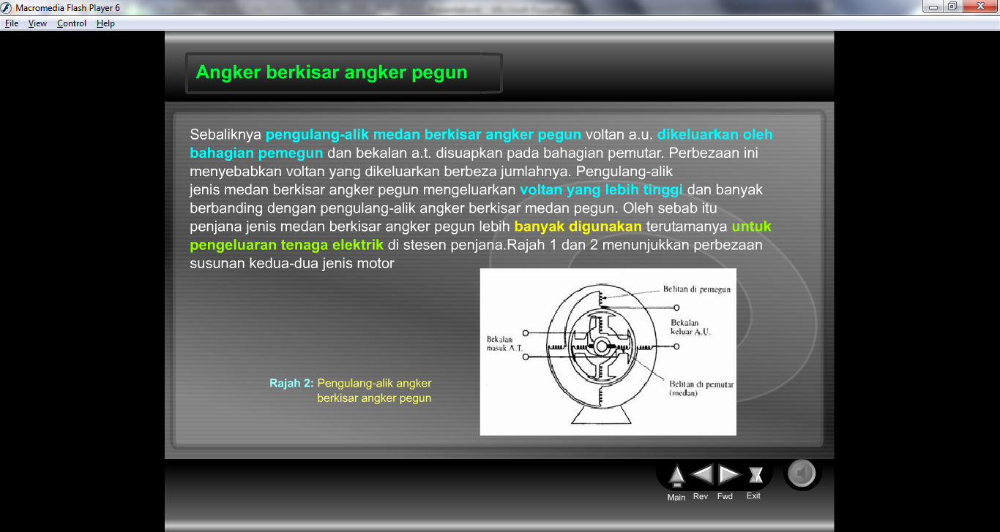 Macromedia Flash Player 6
File View Control Help
Angker berkisar angker pegun
Sebaliknya pengulang-alik medan berkisar angker pegun voltan a.u. dikeluarkan oleh
bahagian pemegun dan bekalan a.t. disuapkan pada bahagian pemutar. Perbezaan ini
menyebabkan voltan yang dikeluarkan berbeza jumlahnya. Pengulang-alik
jenis medan berkisar angker pegun mengeluarkan voltan yang lebih tinggi dan banyak
berbanding dengan pengulang-alik angker berkisar medan pegun. Oleh sebab itu
penjana jenis medan berkisar angker pegun lebih banyak digunakan terutamanya untuk
pengeluaran tenaga elektrik di stesen penjana.Rajah 1 dan 2 menunjukkan perbezaan
susunan kedua-dua jenis motor
Belitan di pemegun
Bekalan
keluar A.U.
Bekalan
masuk A.T.
Belitan di pemutar
(medan)
Rajah 2: Pengulang-alik angker
berkisar angker pegun
Main Rev Fwd Exit